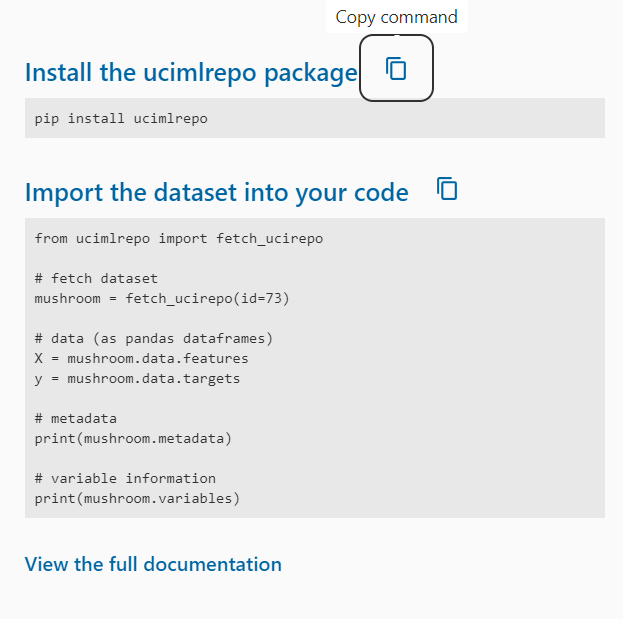 Copy command
Install the ucimlrepo package
pip install ucimlrepo
Import the dataset into your code
from ucimlrepo import fetch_ucirepo
# fetch dataset
mushroom = fetch_ucirepo(id=73)
# data (as pandas dataframes)
X = mushroom.data.features
y = mushroom.data.targets
# metadata
print(mushroom.metadata)
# variable information
print(mushroom.variables)
View the full documentation